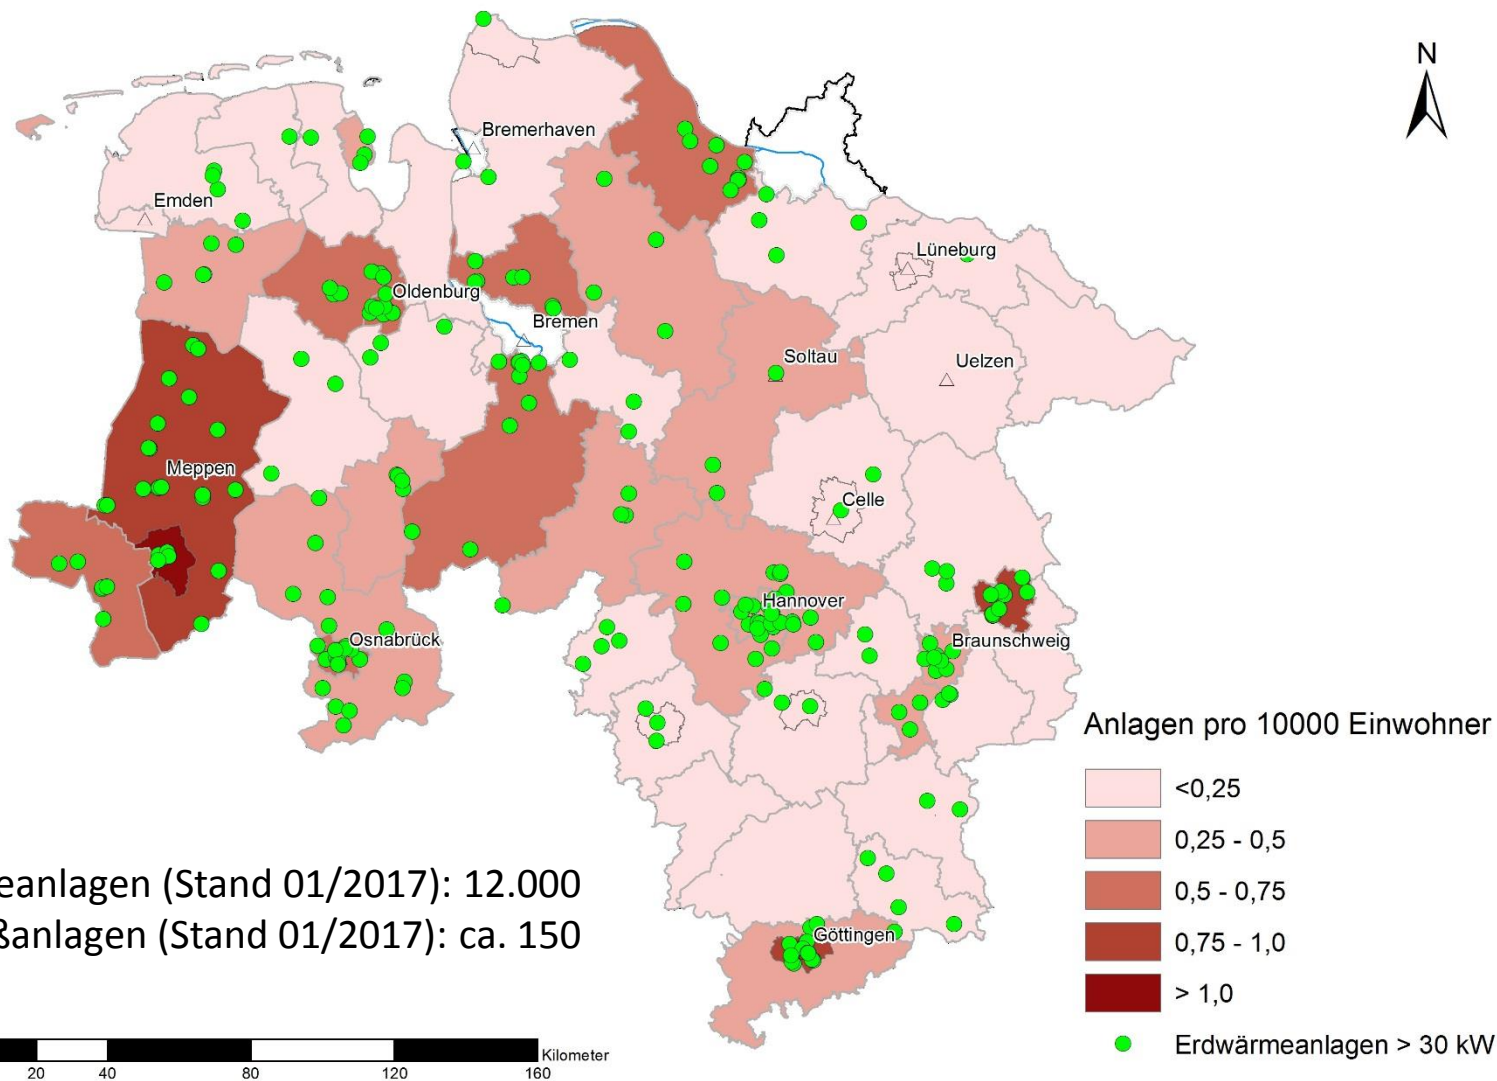 N
Bremerhaven
Emden
Lüneburg
Oldenburg
Bremen
Soltau
Uelzen
Meppen
Celle
Hannover
Osnabrück
Braunschweig
Göttingen
Anlagen pro 10000 Einwohner
<0,25
0,25 - 0,5
0,5 - 0,75
0,75 - 1,0
> 1,0
Erdwärmeanlagen > 30 kW
eanlagen (Stand 01/2017): 12.000
ßanlagen (Stand 01/2017): ca. 150
Kilometer
20 40 80 120 160